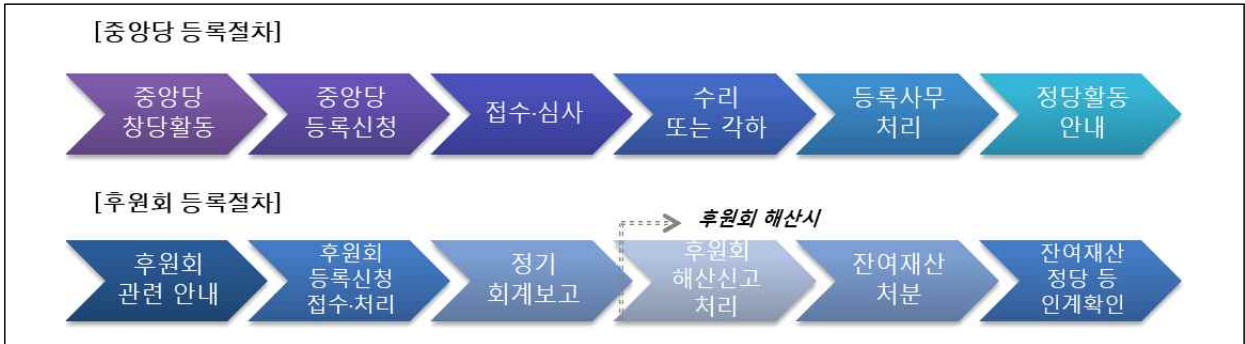 [중앙당 등록절차]
중앙당
창당활동
중앙당
등록신청
접수·심사
수리
또는 각하
등록사무
처리
정당활동
안내
[후원회 등록절차]
후원회 해산시
후원회
관련 안내
후원회
등록신청
접수·처리
정기
회계보고
후원회
해산신고
처리
잔여재산
처분
잔여재산
정당 등
인계확인